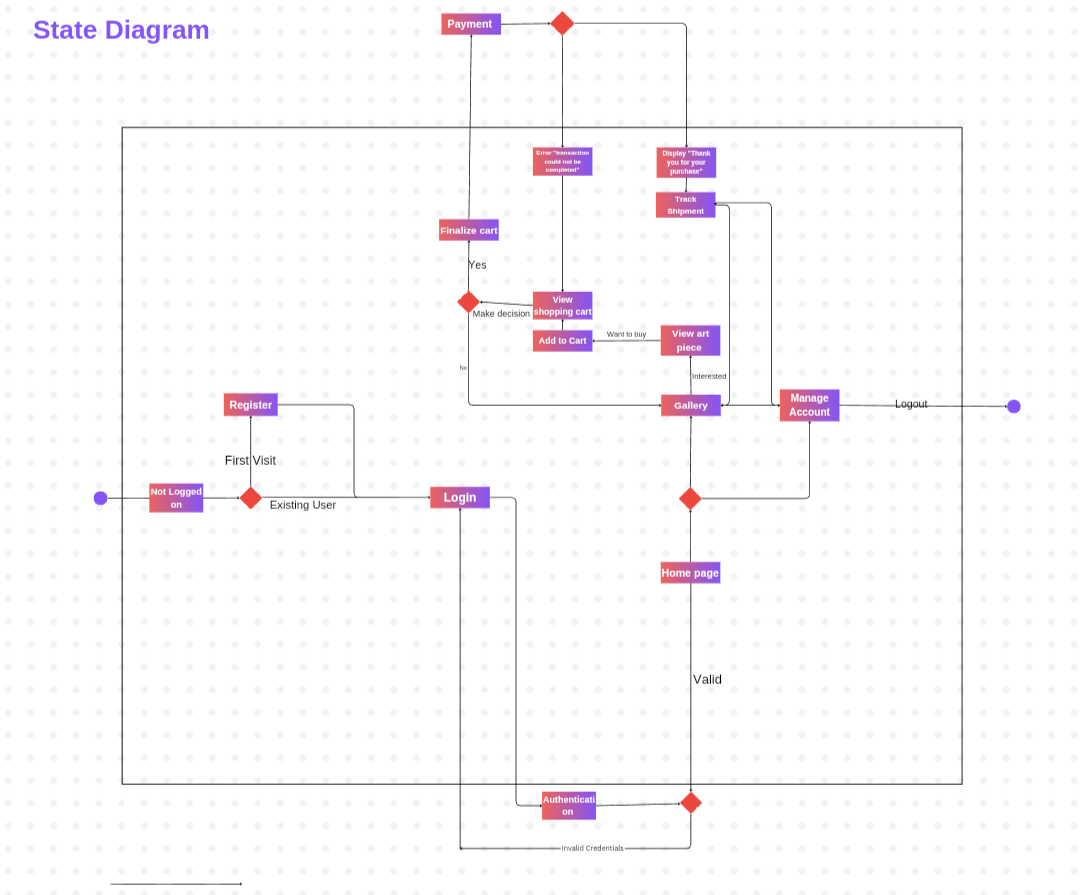 State Diagram
Payment
Error "transaction
could not be
completed"
Display "Thank
you for your
purchase"
Track
Shipment
Finalize cart
Yes
View
shopping cart
Make decision
Add to Cart
Want to buy
View art
piece
No
Interested
Register
Gallery
Manage
Account
Logout
First Visit
Not Logged
on
Existing User
Login
Home page
Valid
Authenticati
on
Invalid Credentials